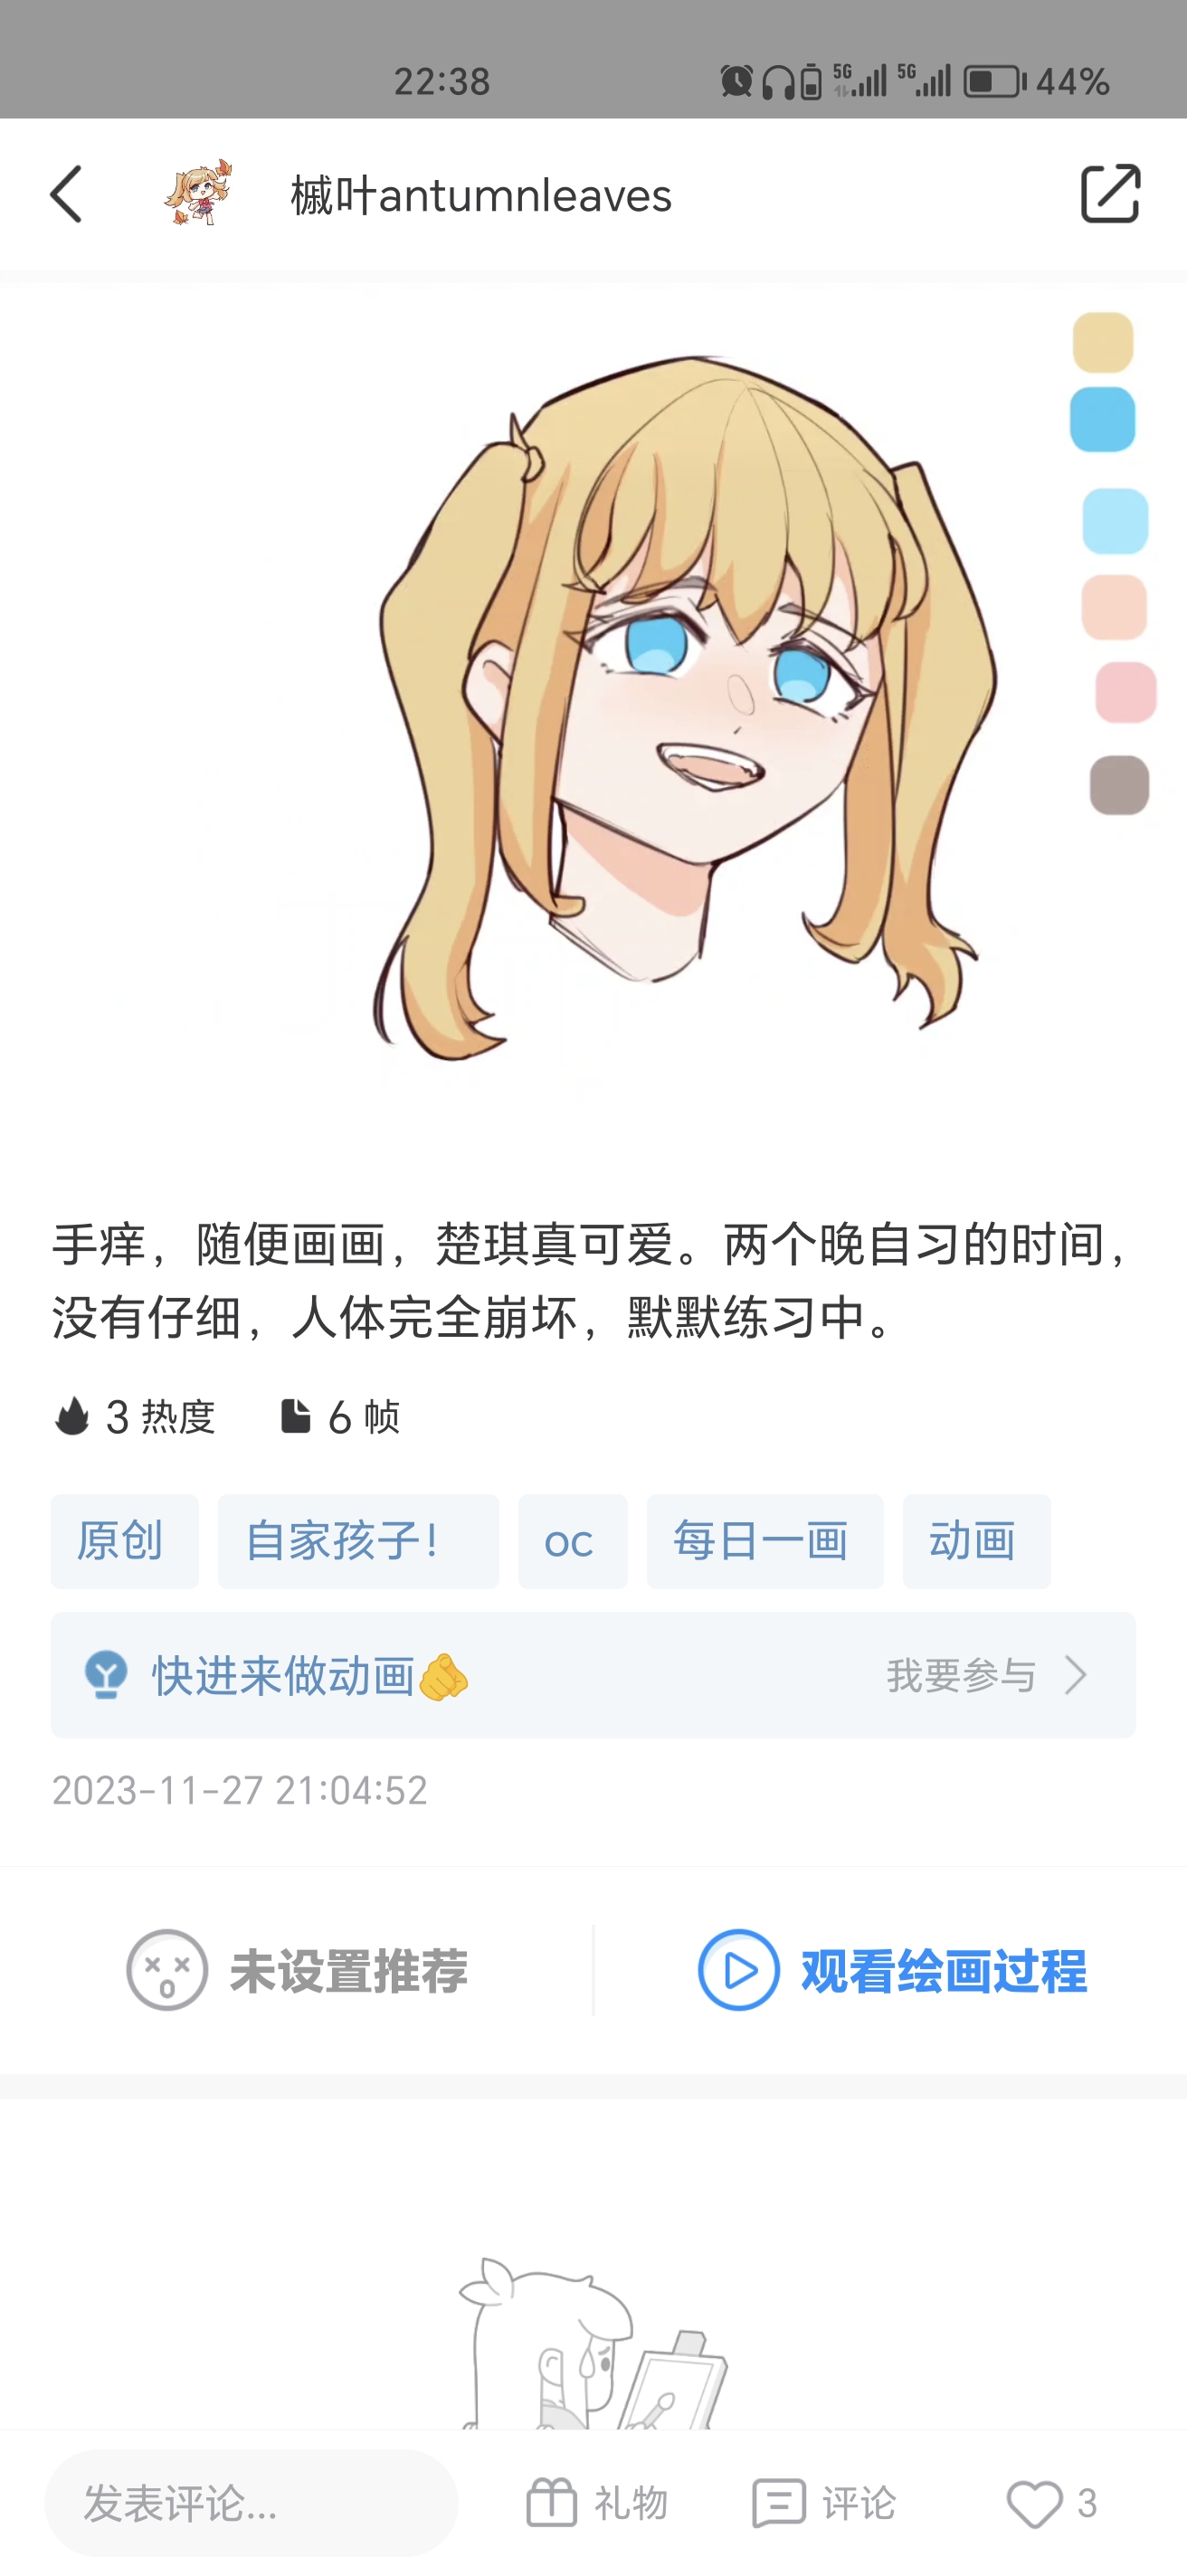 22:38
5G 5G 44%
槭叶antumnleaves
手痒，随便画画，楚琪真可爱。两个晚自习的时间，
没有仔细，人体完全崩坏，默默练习中。
3 热度 6 帧
原创 自家孩子！ oc 每日一画 动画
快进来做动画🫵 我要参与
2023-11-27 21:04:52
未设置推荐 观看绘画过程
发表评论... 礼物 评论 3